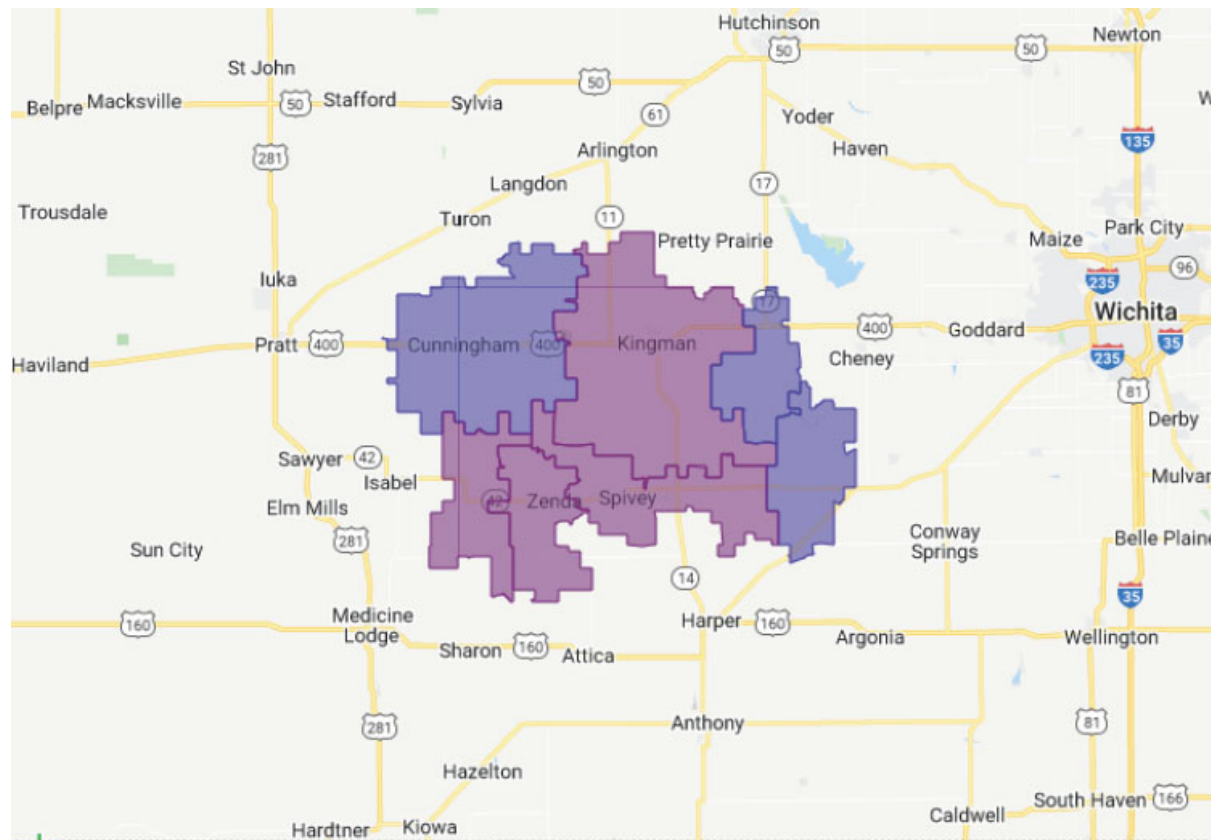 Hutchinson
50
50
Newton
St John
50
Belpre
Macksville
50
Stafford
Sylvia
61
Yoder
135
281
Arlington
Haven
Langdon
17
Trousdale
Turon
11
Pretty Prairie
Maize
Park City
Iuka
235
96
17
Wichita
Pratt
400
Cunningham
400
Kingman
400
Goddard
Haviland
Cheney
235
35
81
Derby
Sawyer
42
Isabel
Mulvan
Elm Mills
42
Zenda
Spivey
Sun City
281
Conway
Springs
Belle Plaine
14
35
160
Medicine
Lodge
Harper
160
Argonia
Wellington
Sharon
160
Attica
281
Anthony
81
Hazelton
South Haven
166
Caldwell
Hardtner
Kiowa